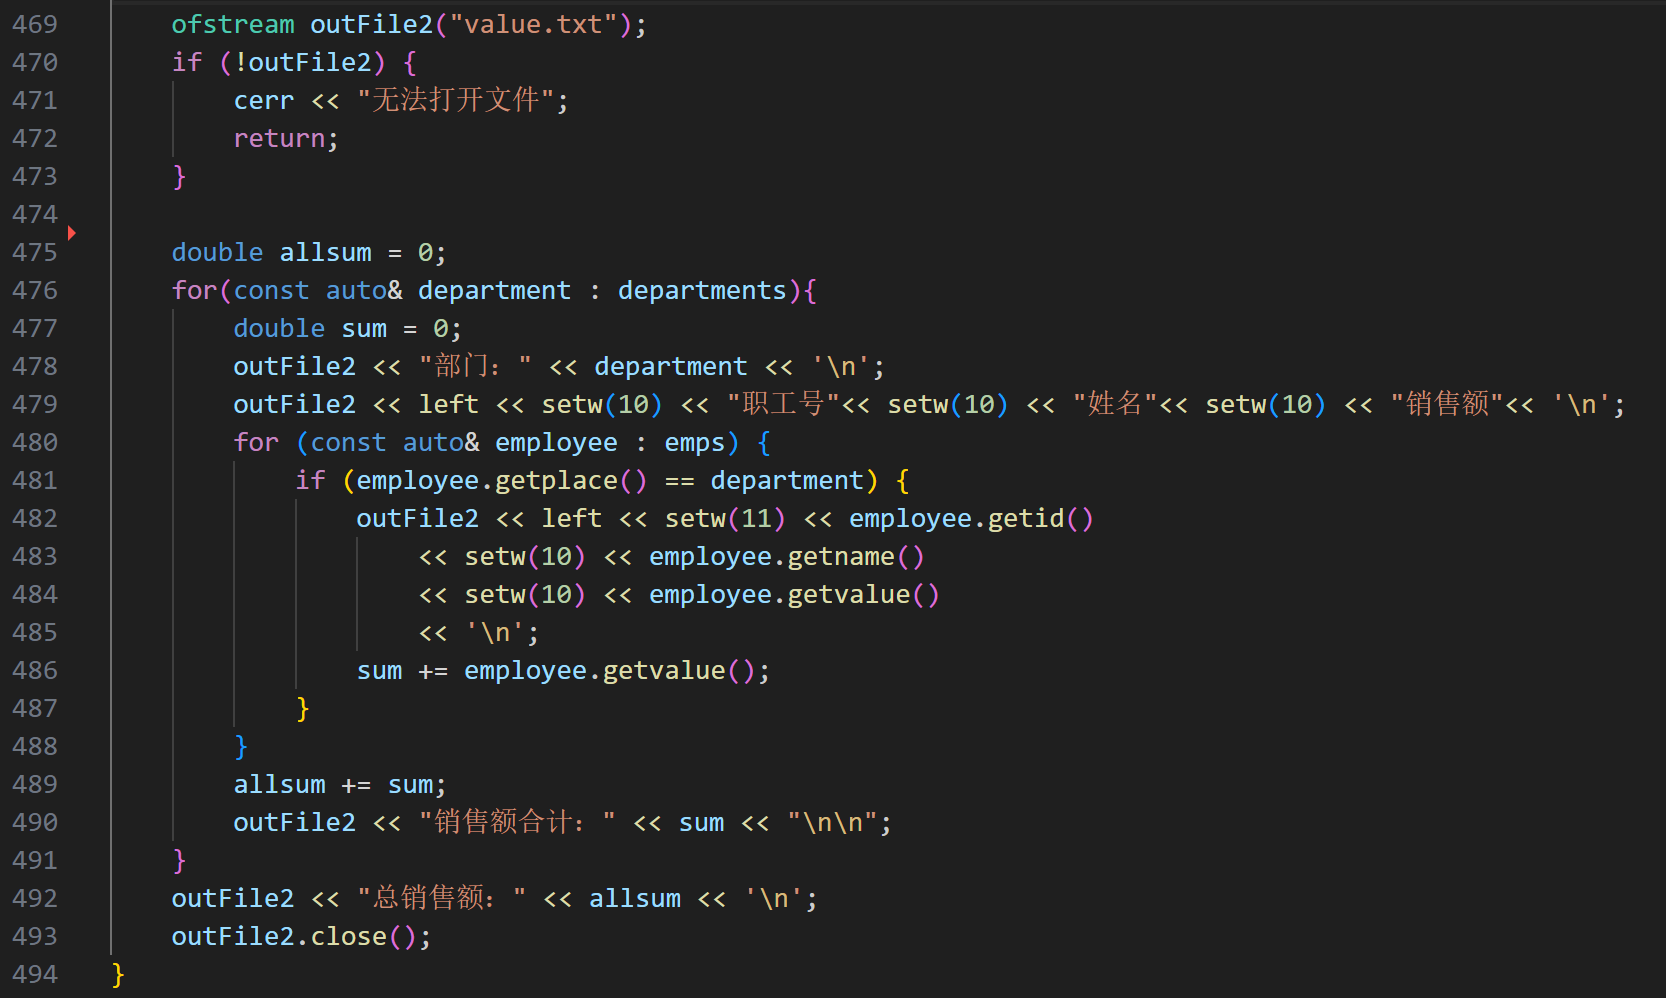 469 ofstream outFile2("value.txt");
470 if (!outFile2) {
471 cerr << "无法打开文件";
472 return;
473 }
474
475 double allsum = 0;
476 for(const auto& department : departments){
477 double sum = 0;
478 outFile2 << "部门：" << department << '\n';
479 outFile2 << left << setw(10) << "职工号"<< setw(10) << "姓名"<< setw(10) << "销售额"<< '\n';
480 for (const auto& employee : emps) {
481 if (employee.getplace() == department) {
482 outFile2 << left << setw(11) << employee.getid()
483 << setw(10) << employee.getname()
484 << setw(10) << employee.getvalue()
485 << '\n';
486 sum += employee.getvalue();
487 }
488 }
489 allsum += sum;
490 outFile2 << "销售额合计：" << sum << "\n\n";
491 }
492 outFile2 << "总销售额：" << allsum << '\n';
493 outFile2.close();
494 }